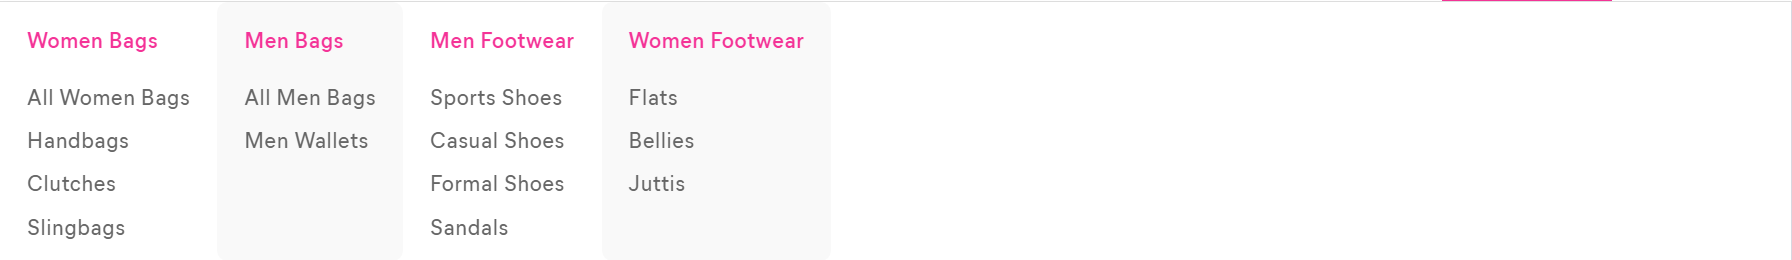 Women Bags
All Women Bags
Handbags
Clutches
Slingbags
Men Bags
All Men Bags
Men Wallets
Men Footwear
Sports Shoes
Casual Shoes
Formal Shoes
Sandals
Women Footwear
Flats
Bellies
Juttis